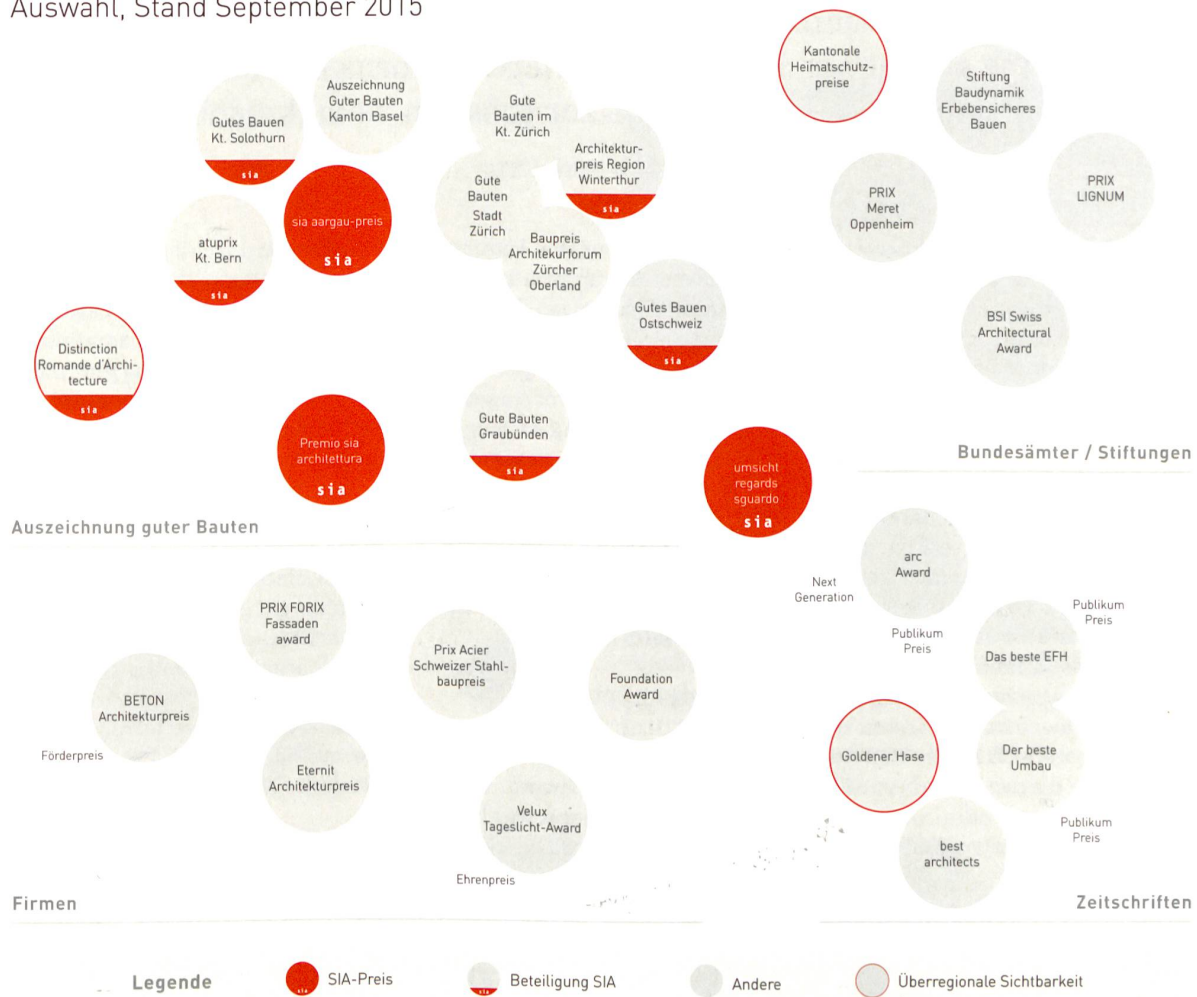 Auswahl, Stand September 2015
Gutes Bauen
Kt. Solothurn
sia
Auszeichnung
Guter Bauten
Kanton Basel
sia aargau-preis
sia
atuprix
Kt. Bern
sia
Distinction
Romande d'Archi-
tecture
sia
Premio sia
architettura
sia
Gute
Bauten im
Kt. Zürich
Architektur-
preis Region
Winterthur
sia
Gute
Bauten
Stadt
Zürich
Baupreis
Architekurforum
Zürcher
Oberland
Gutes Bauen
Ostschweiz
sia
Gute Bauten
Graubünden
sia
Auszeichnung guter Bauten
umsicht
regards
sguardo
sia
Kantonale
Heimatschutz-
preise
Stiftung
Baudynamik
Erbebensicheres
Bauen
PRIX
Meret
Oppenheim
PRIX
LIGNUM
BSI Swiss
Architectural
Award
Bundesämter / Stiftungen
PRIX FORIX
Fassaden
award
BETON
Architekturpreis
Förderpreis
Prix Acier
Schweizer Stahl-
baupreis
Foundation
Award
Eternit
Architekturpreis
Velux
Tageslicht-Award
Ehrenpreis
Firmen
arc
Award
Next
Generation
Publikum
Preis
Das beste EFH
Publikum
Preis
Goldener Hase
Der beste
Umbau
Publikum
Preis
best
architects
Zeitschriften
Legende
sia
SIA-Preis
sia
Beteiligung SIA
Andere
Überregionale Sichtbarkeit